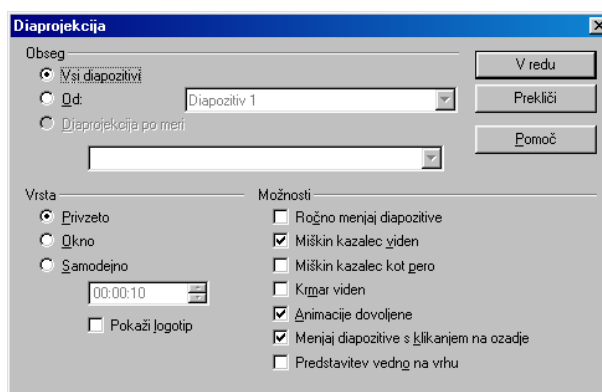 Diaprojekcija
Obseg
Vsi diapozitivi
Od:
Diapozitiv 1
Diaprojekcija po meri
V redu
Prekliči
Pomoč
Vrsta
Privzeto
Okno
Samodejno
00:00:10
Pokaži logotip
Možnosti
Ročno menjaj diapozitive
Miškin kazalec viden
Miškin kazalec kot pero
Krmar viden
Animacije dovoljene
Menjaj diapozitive s klikanjem na ozadje
Predstavitev vedno na vrhu